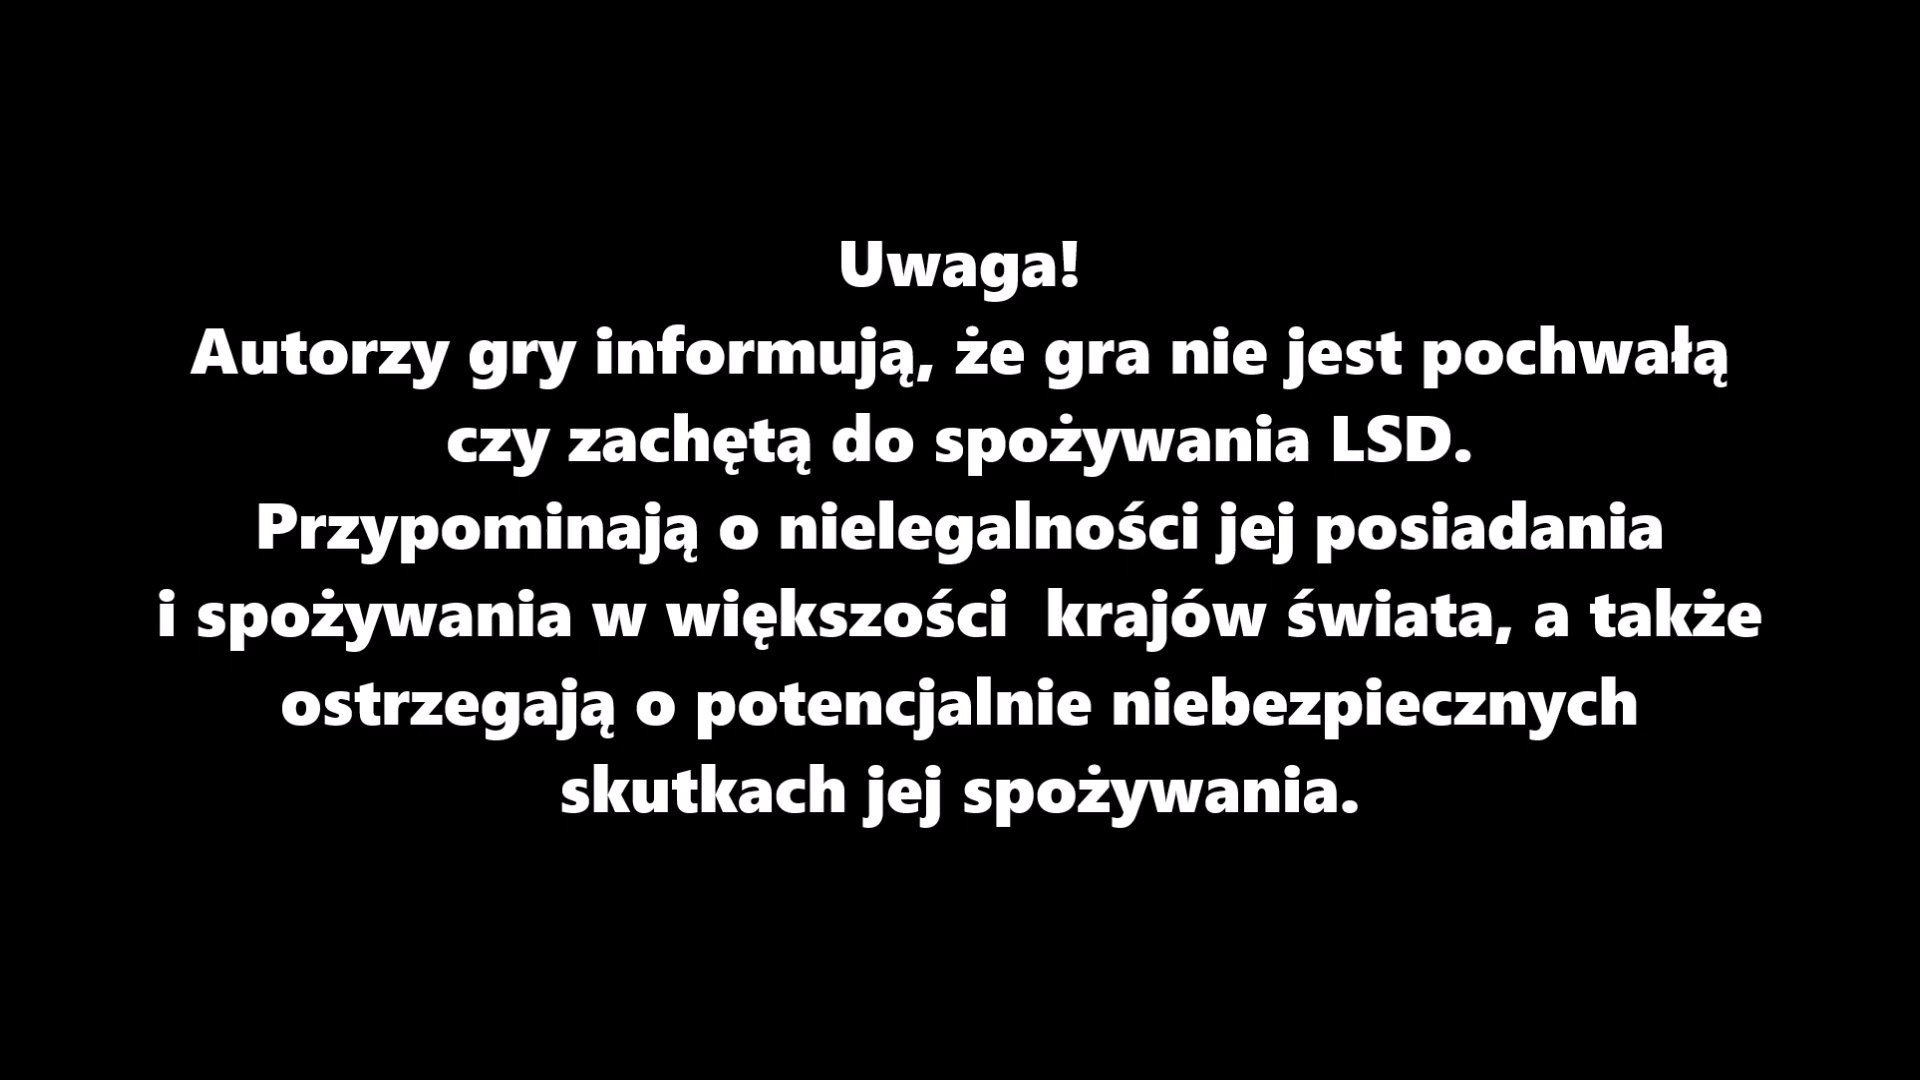 Uwaga!
Autorzy gry informują, że gra nie jest pochwałą
czy zachętą do spożywania LSD.
Przypominają o nielegalności jej posiadania
i spożywania w większości  krajów świata, a także
ostrzegają o potencjalnie niebezpiecznych
skutkach jej spożywania.